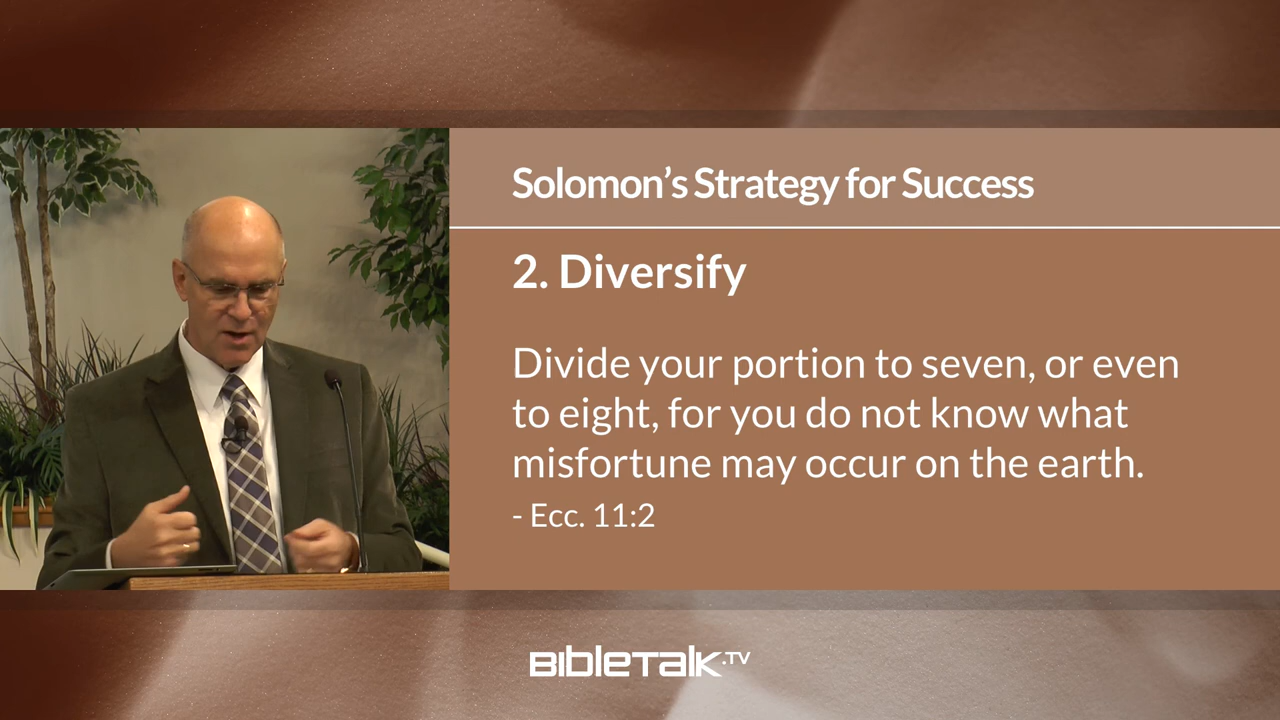 Solomon's Strategy for Success
2. Diversify
Divide your portion to seven, or even
to eight, for you do not know what
misfortune may occur on the earth.
- Ecc. 11:2
BibleTalk.TV